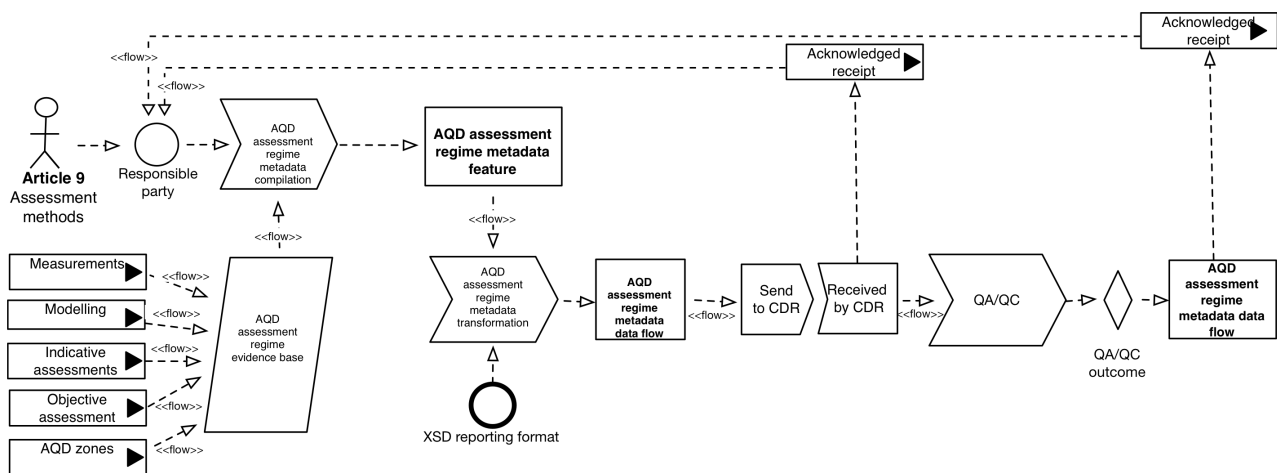 Acknowledged
receipt
<<flow>>
Acknowledged
receipt
<<flow>>
Article 9
Assessment
methods
Responsible
party
AQD
assessment
regime
metadata
compilation
AQD assessment
regime metadata
feature
<<flow>>
<<flow>>
Measurements
<<flow>>
Modelling
<<flow>>
Indicative
assessments
<<flow>>
Objective
assessment
<<flow>>
AQD zones
<<flow>>
AQD
assessment
regime
evidence base
AQD
assessment
regime
metadata
transformation
XSD reporting format
AQD
assessment
regime
metadata
data flow
<<flow>>
Send
to CDR
Received
by CDR
<<flow>>
QA/QC
QA/QC
outcome
AQD
assessment
regime
metadata data
flow